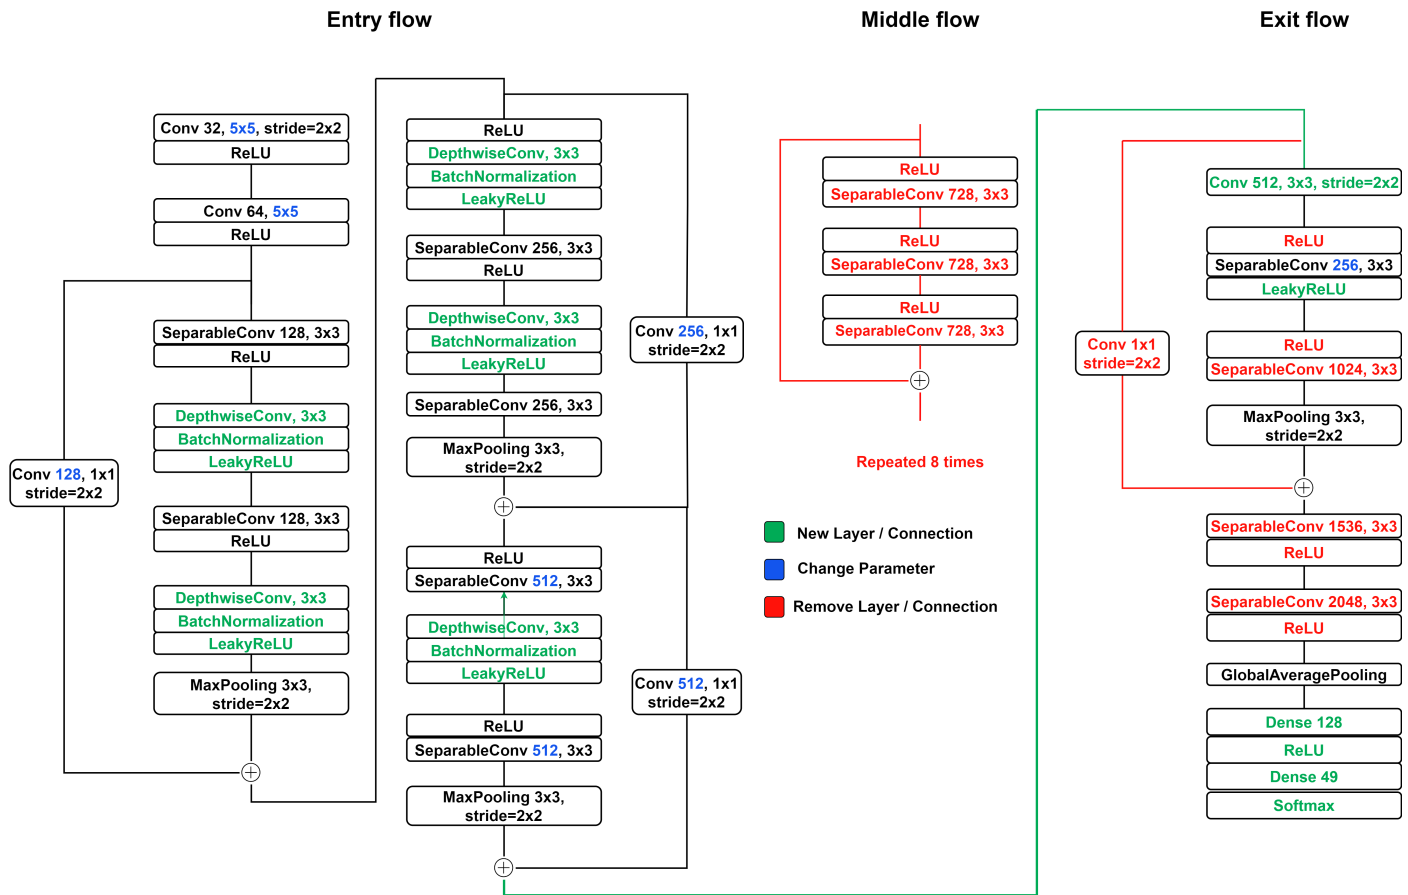 Entry flow
Conv 32, 5x5, stride=2x2
ReLU
Conv 64, 5x5
ReLU
SeparableConv 128, 3x3
ReLU
DepthwiseConv, 3x3
BatchNormalization
LeakyReLU
Conv 128, 1x1
stride=2x2
SeparableConv 128, 3x3
ReLU
DepthwiseConv, 3x3
BatchNormalization
LeakyReLU
MaxPooling 3x3,
stride=2x2
ReLU
DepthwiseConv, 3x3
BatchNormalization
LeakyReLU
SeparableConv 256, 3x3
ReLU
DepthwiseConv, 3x3
BatchNormalization
LeakyReLU
Conv 256, 1x1
stride=2x2
SeparableConv 256, 3x3
MaxPooling 3x3,
stride=2x2
ReLU
SeparableConv 512, 3x3
DepthwiseConv, 3x3
BatchNormalization
LeakyReLU
Conv 512, 1x1
stride=2x2
ReLU
SeparableConv 512, 3x3
MaxPooling 3x3,
stride=2x2
Middle flow
ReLU
SeparableConv 728, 3x3
ReLU
SeparableConv 728, 3x3
ReLU
SeparableConv 728, 3x3
Repeated 8 times
New Layer / Connection
Change Parameter
Remove Layer / Connection
Exit flow
Conv 512, 3x3, stride=2x2
ReLU
SeparableConv 256, 3x3
LeakyReLU
Conv 1x1
stride=2x2
ReLU
SeparableConv 1024, 3x3
MaxPooling 3x3,
stride=2x2
SeparableConv 1536, 3x3
ReLU
SeparableConv 2048, 3x3
ReLU
GlobalAveragePooling
Dense 128
ReLU
Dense 49
Softmax